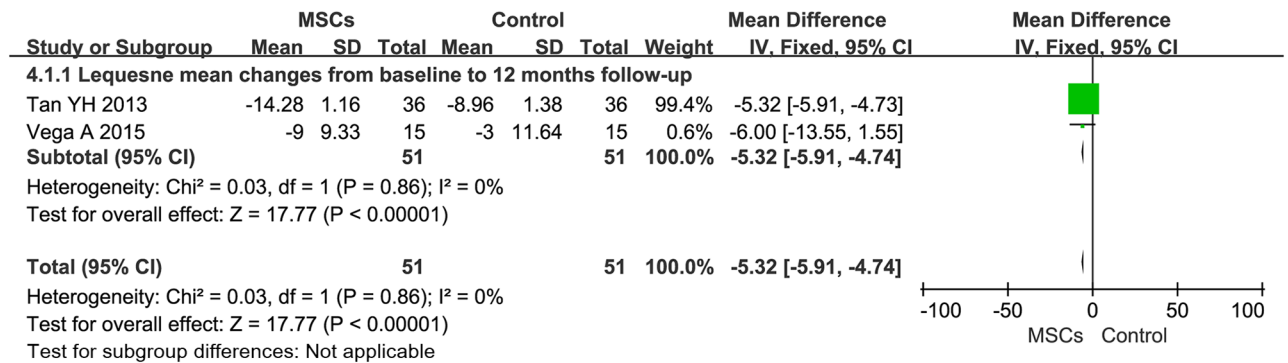 MSCs Control Mean Difference Mean Difference
Study or Subgroup Mean SD Total Mean SD Total Weight IV, Fixed, 95% CI IV, Fixed, 95% CI
4.1.1 Lequesne mean changes from baseline to 12 months follow-up
Tan YH 2013 -14.28 1.16 36 -8.96 1.38 36 99.4% -5.32 [-5.91, -4.73]
Vega A 2015 -9 9.33 15 -3 11.64 15 0.6% -6.00 [-13.55, 1.55]
Subtotal (95% CI) 51 51 100.0% -5.32 [-5.91, -4.74]
Heterogeneity: Chi² = 0.03, df = 1 (P = 0.86); I² = 0%
Test for overall effect: Z = 17.77 (P < 0.00001)
Total (95% CI) 51 51 100.0% -5.32 [-5.91, -4.74]
Heterogeneity: Chi² = 0.03, df = 1 (P = 0.86); I² = 0%
Test for overall effect: Z = 17.77 (P < 0.00001)
Test for subgroup differences: Not applicable
-100 -50 0 50 100
MSCs Control